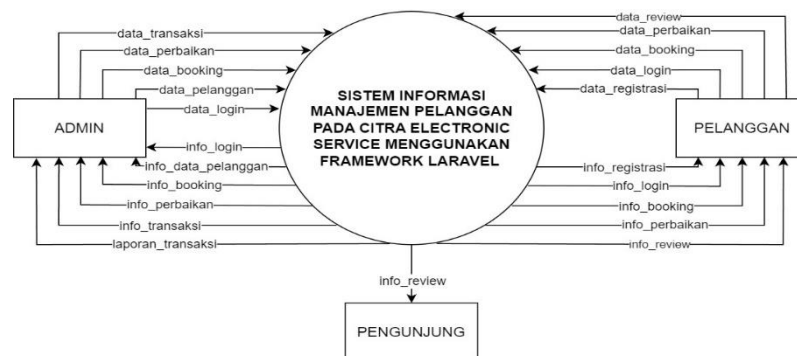 data_review
data_transaksi
data_perbaikan
data_perbaikan
data_booking
data_booking
data_login
data_pelanggan
data_registrasi
data_login
ADMIN
SISTEM INFORMASI
MANAJEMEN PELANGGAN
PADA CITRA ELECTRONIC
SERVICE MENGGUNAKAN
FRAMEWORK LARAVEL
PELANGGAN
info_login
info_data_pelanggan
info_registrasi
info_booking
info_login
info_perbaikan
info_booking
info_transaksi
info_perbaikan
laporan_transaksi
info_review
info_review
PENGUNJUNG